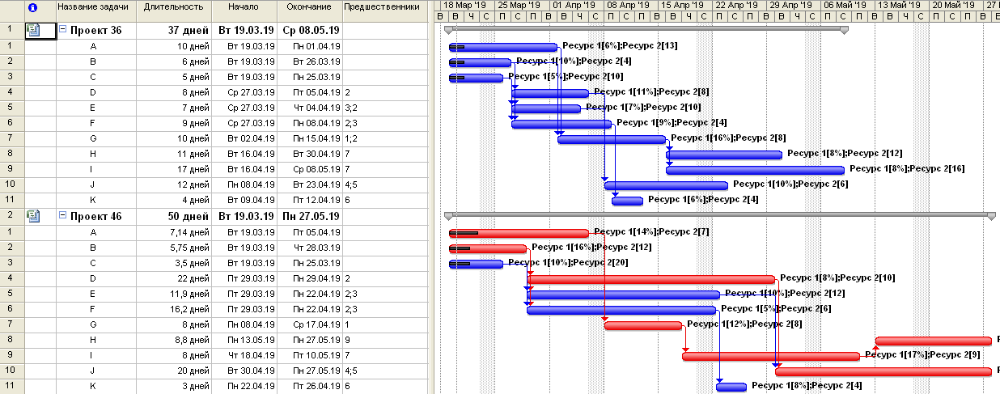 Название задачи Длительность Начало Окончание Предшественники 18 Мар '19 25 Мар '19 01 Апр '19 08 Апр '19 15 Апр '19 22 Апр '19 29 Апр '19 06 Май '19 13 Май '19 20 Май '19 27
В В Ч С П С П В П В Ч В Ч С Ч С П С П В П В Ч В Ч С
1 Проект 36 37 дней Вт 19.03.19 Ср 08.05.19
1 A 10 дней Вт 19.03.19 Пн 01.04.19 Ресурс 1[6%];Ресурс 2[13]
2 B 6 дней Вт 19.03.19 Вт 26.03.19 Ресурс 1[10%];Ресурс 2[4]
3 C 5 дней Вт 19.03.19 Пн 25.03.19 Ресурс 1[5%];Ресурс 2[10]
4 D 8 дней Ср 27.03.19 Пт 05.04.19 2 Ресурс 1[11%];Ресурс 2[8]
5 E 7 дней Ср 27.03.19 Чт 04.04.19 3;2 Ресурс 1[7%];Ресурс 2[10]
6 F 9 дней Ср 27.03.19 Пн 08.04.19 2;3 Ресурс 1[9%];Ресурс 2[4]
7 G 10 дней Вт 02.04.19 Пн 15.04.19 1;2 Ресурс 1[16%];Ресурс 2[8]
8 H 11 дней Вт 16.04.19 Вт 30.04.19 7 Ресурс 1[8%];Ресурс 2[12]
9 I 17 дней Вт 16.04.19 Ср 08.05.19 7 Ресурс 1[8%];Ресурс 2[16]
10 J 12 дней Пн 08.04.19 Вт 23.04.19 4;5 Ресурс 1[10%];Ресурс 2[6]
11 K 4 дней Вт 09.04.19 Пт 12.04.19 6 Ресурс 1[6%];Ресурс 2[4]
2 Проект 46 50 дней Вт 19.03.19 Пн 27.05.19
1 A 7,14 дней Вт 19.03.19 Пт 05.04.19 Ресурс 1[14%];Ресурс 2[7]
2 B 5,75 дней Вт 19.03.19 Чт 28.03.19 Ресурс 1[16%];Ресурс 2[12]
3 C 3,5 дней Вт 19.03.19 Пн 25.03.19 Ресурс 1[10%];Ресурс 2[20]
4 D 22 дней Пт 29.03.19 Пн 29.04.19 2 Ресурс 1[8%];Ресурс 2[10]
5 E 11,9 дней Пт 29.03.19 Пн 22.04.19 2;3 Ресурс 1[10%];Ресурс 2[12]
6 F 16,2 дней Пт 29.03.19 Пн 22.04.19 2;3 Ресурс 1[5%];Ресурс 2[6]
7 G 8 дней Пн 08.04.19 Ср 17.04.19 1 Ресурс 1[12%];Ресурс 2[8]
8 H 8,8 дней Пн 13.05.19 Пн 27.05.19 9
9 I 8 дней Чт 18.04.19 Пт 10.05.19 7 Ресурс 1[17%];Ресурс 2[9]
10 J 20 дней Вт 30.04.19 Пн 27.05.19 4;5
11 K 3 дней Пн 22.04.19 Пт 26.04.19 6 Ресурс 1[8%];Ресурс 2[4]